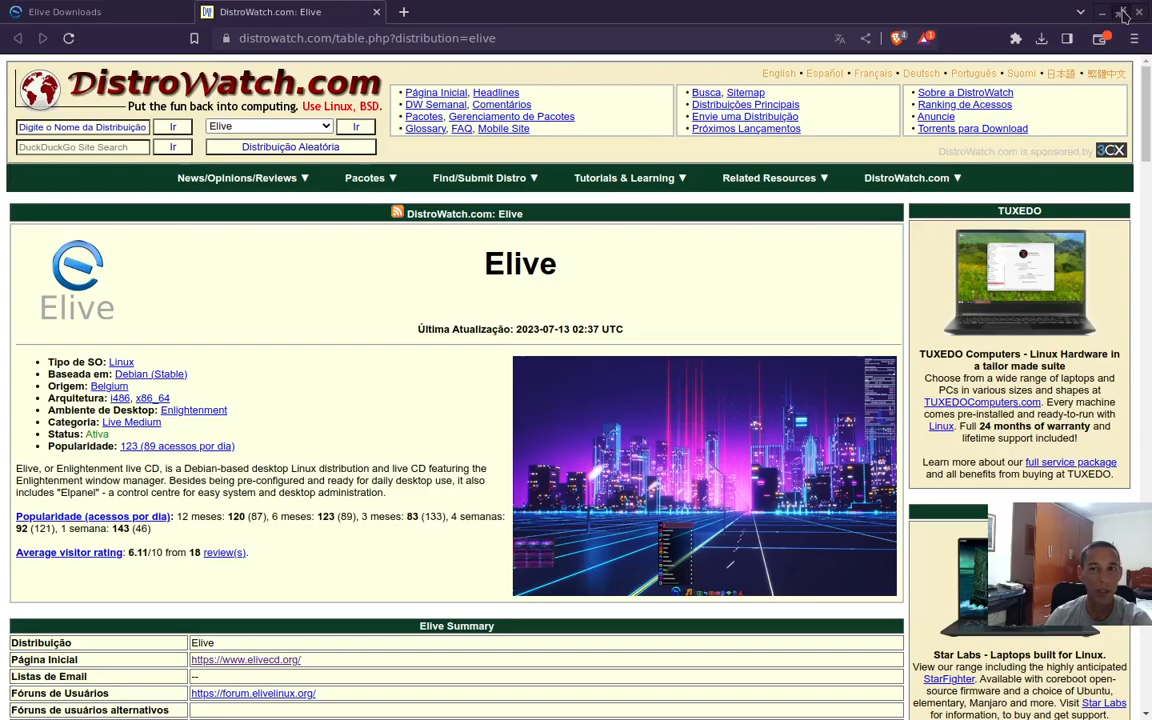 Elive Downloads
DistroWatch.com: Elive
distrowatch.com/table.php?distribution=elive
4
1
English • Español • Français • Deutsch • Português • Suomi • 日本語 • 繁體中文
DistroWatch.com
Put the fun back into computing. Use Linux, BSD.
• Página Inicial, Headlines
• DW Semanal, Comentários
• Pacotes, Gerenciamento de Pacotes
• Glossary, FAQ, Mobile Site
• Busca, Sitemap
• Distribuições Principais
• Envie uma Distribuição
• Próximos Lançamentos
• Sobre a DistroWatch
• Ranking de Acessos
• Anuncie
• Torrents para Download
Digite o Nome da Distribuição
Ir
Elive
Ir
DuckDuckGo Site Search
Ir
Distribuição Aleatória
DistroWatch.com is sponsored by 3CX
News/Opinions/Reviews ▼
Pacotes ▼
Find/Submit Distro ▼
Tutorials & Learning ▼
Related Resources ▼
DistroWatch.com ▼
DistroWatch.com: Elive
Elive
Elive
Última Atualização: 2023-07-13 02:37 UTC
• Tipo de SO: Linux
• Baseada em: Debian (Stable)
• Origem: Belgium
• Arquitetura: i486, x86_64
• Ambiente de Desktop: Enlightenment
• Categoria: Live Medium
• Status: Ativa
• Popularidade: 123 (89 acessos por dia)
Elive, or Enlightenment live CD, is a Debian-based desktop Linux distribution and live CD featuring the
Enlightenment window manager. Besides being pre-configured and ready for daily desktop use, it also
includes "Elpanel" - a control centre for easy system and desktop administration.
Popularidade (acessos por dia): 12 meses: 120 (87), 6 meses: 123 (89), 3 meses: 83 (133), 4 semanas:
92 (121), 1 semana: 143 (46)
Average visitor rating: 6.11/10 from 18 review(s).
Elive Summary
Distribuição
Elive
Página Inicial
https://www.elivecd.org/
Listas de Email
--
Fóruns de Usuários
https://forum.elivelinux.org/
Fóruns de usuários alternativos
TUXEDO
TUXEDO Computers - Linux Hardware in
a tailor made suite
Choose from a wide range of laptops and
PCs in various sizes and shapes at
TUXEDOComputers.com. Every machine
comes pre-installed and ready-to-run with
Linux. Full 24 months of warranty and
lifetime support included!
Learn more about our full service package
and all benefits from buying at TUXEDO.
Star Labs - Laptops built for Linux.
View our range including the highly anticipated
StarFighter. Available with coreboot open-
source firmware and a choice of Ubuntu,
elementary, Manjaro and more. Visit Star Labs
for information, to buy and get support.